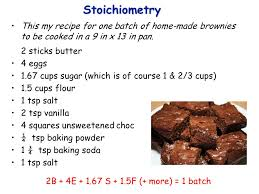 Stoichiometry
• This my recipe for one batch of home-made brownies
to be cooked in a 9 in x 13 in pan.
2 sticks butter
• 4 eggs
• 1.67 cups sugar (which is of course 1 & 2/3 cups)
• 1.5 cups flour
• 1 tsp salt
• 2 tsp vanilla
• 4 squares unsweetened choc
• ½ tsp baking powder
• 1 ¾ tsp baking soda
• 1 tsp salt
2B + 4E + 1.67 S + 1.5F (+ more) = 1 batch